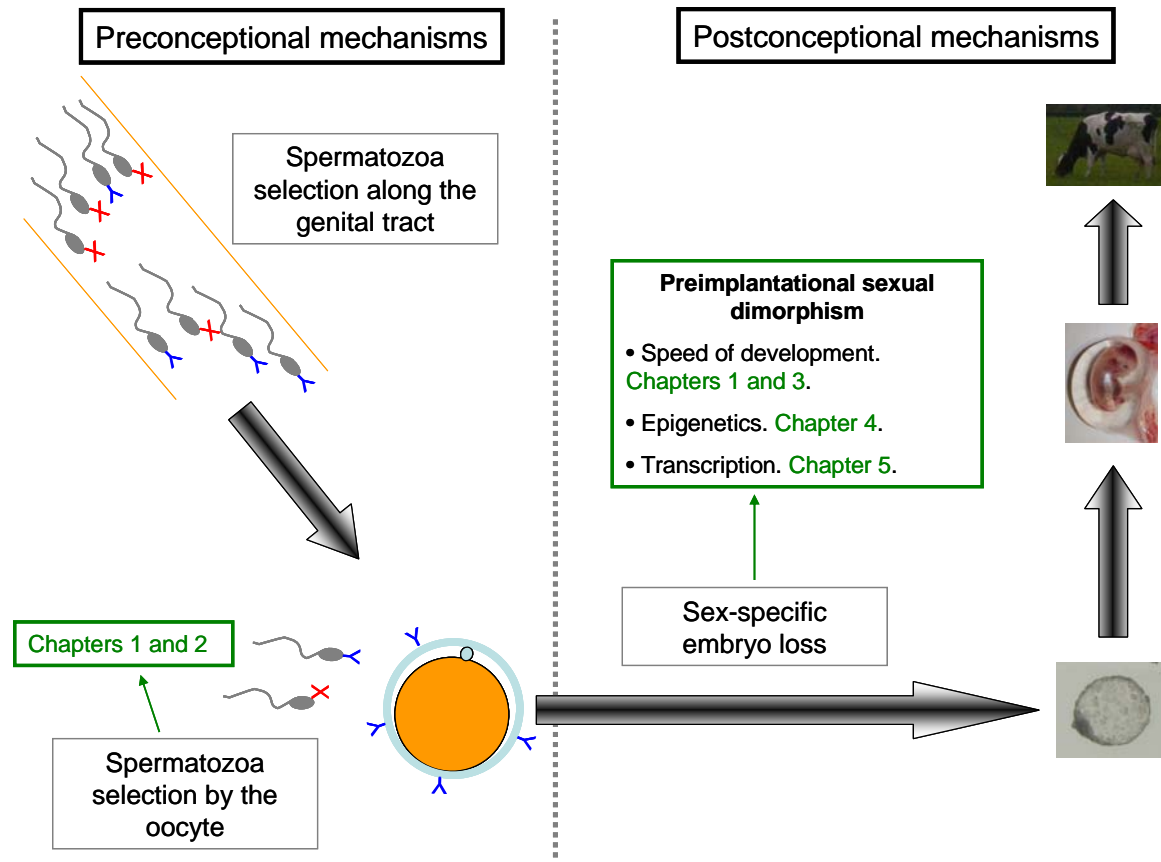 Preconceptional mechanisms
Postconceptional mechanisms
Spermatozoa
selection along the
genital tract
Preimplantational sexual
dimorphism
• Speed of development.
Chapters 1 and 3.
• Epigenetics. Chapter 4.
• Transcription. Chapter 5.
Sex-specific
embryo loss
Chapters 1 and 2
Spermatozoa
selection by the
oocyte